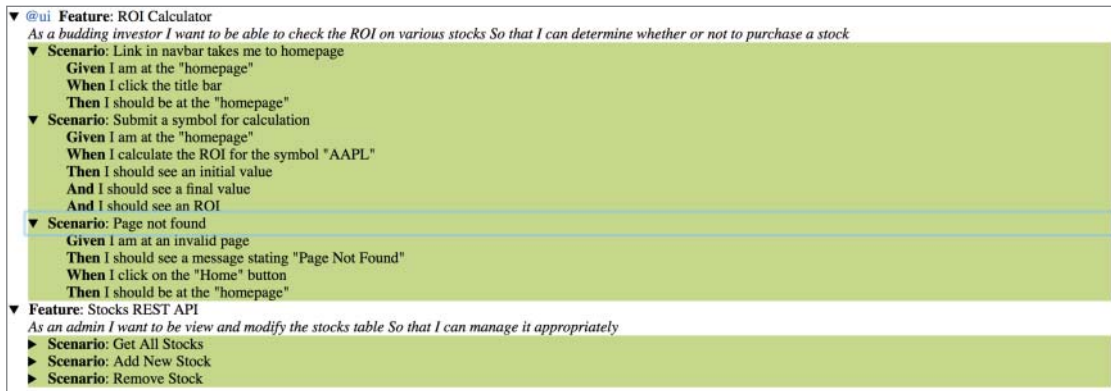 @ui Feature: ROI Calculator
As a budding investor I want to be able to check the ROI on various stocks So that I can determine whether or not to purchase a stock
Scenario: Link in navbar takes me to homepage
Given I am at the "homepage"
When I click the title bar
Then I should be at the "homepage"
Scenario: Submit a symbol for calculation
Given I am at the "homepage"
When I calculate the ROI for the symbol "AAPL"
Then I should see an initial value
And I should see a final value
And I should see an ROI
Scenario: Page not found
Given I am at an invalid page
Then I should see a message stating "Page Not Found"
When I click on the "Home" button
Then I should be at the "homepage"
Feature: Stocks REST API
As an admin I want to be view and modify the stocks table So that I can manage it appropriately
Scenario: Get All Stocks
Scenario: Add New Stock
Scenario: Remove Stock